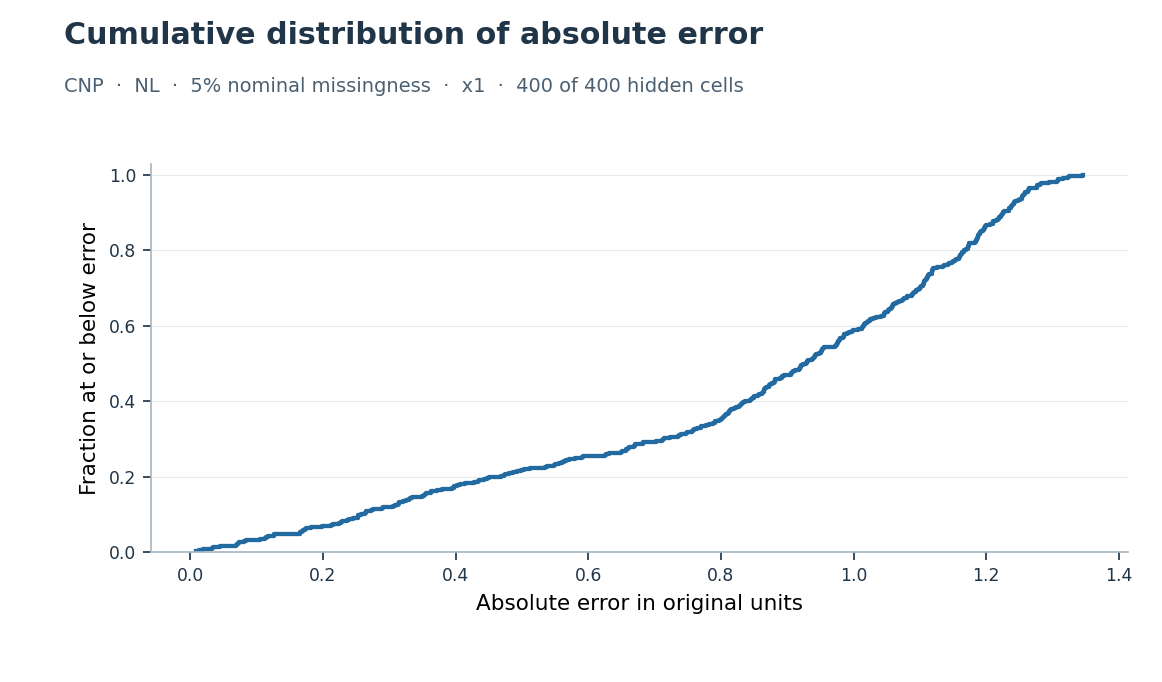 Cumulative distribution of absolute error
CNP · NL · 5% nominal missingness · x1 · 400 of 400 hidden cells
Fraction at or below error
1.0
0.8
0.6
0.4
0.2
0.0
0.0 0.2 0.4 0.6 0.8 1.0 1.2 1.4
Absolute error in original units